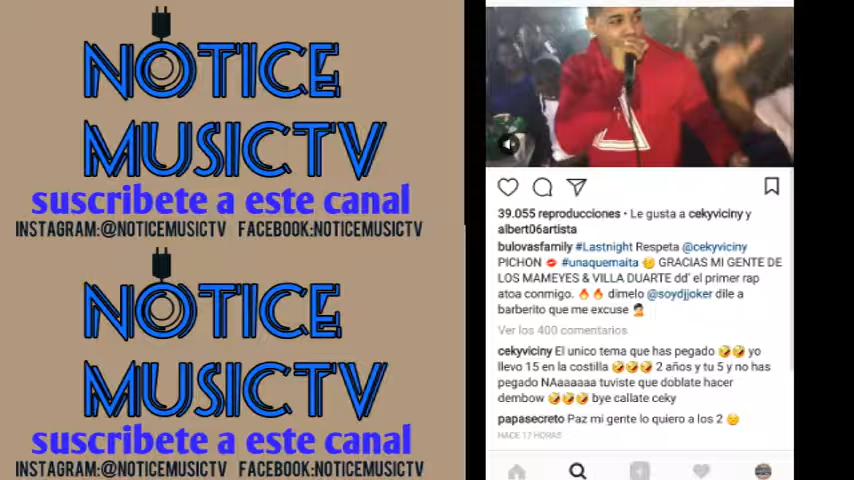 NOTICE
MUSICTV
suscribete a este canal
INSTAGRAM:@NOTICEMUSICTV FACEBOOK:NOTICEMUSICTV
NOTICE
MUSICTV
suscribete a este canal
INSTAGRAM:@NOTICEMUSICTV FACEBOOK:NOTICEMUSICTV
39.055 reproducciones • Le gusta a cekyviciny y
albert06artista
bulovasfamily #Lastnight Respeta @cekyviciny
PICHON 💋 #unaquemaita 😏 GRACIAS MI GENTE DE
LOS MAMEYES & VILLA DUARTE dd' el primer rap
atoa conmigo. 🔥🔥 dimelo @soydjjoker dile a
barberito que me excuse 🤦
Ver los 400 comentarios
cekyviciny El unico tema que has pegado 🤣🤣 yo
llevo 15 en la costilla 🤣🤣🤣 2 años y tu 5 y no has
pegado NAaaaaaa tuviste que doblate hacer
dembow 🤣🤣🤣 bye callate ceky
papasecreto Paz mi gente lo quiero a los 2 😏
HACE 17 HORAS